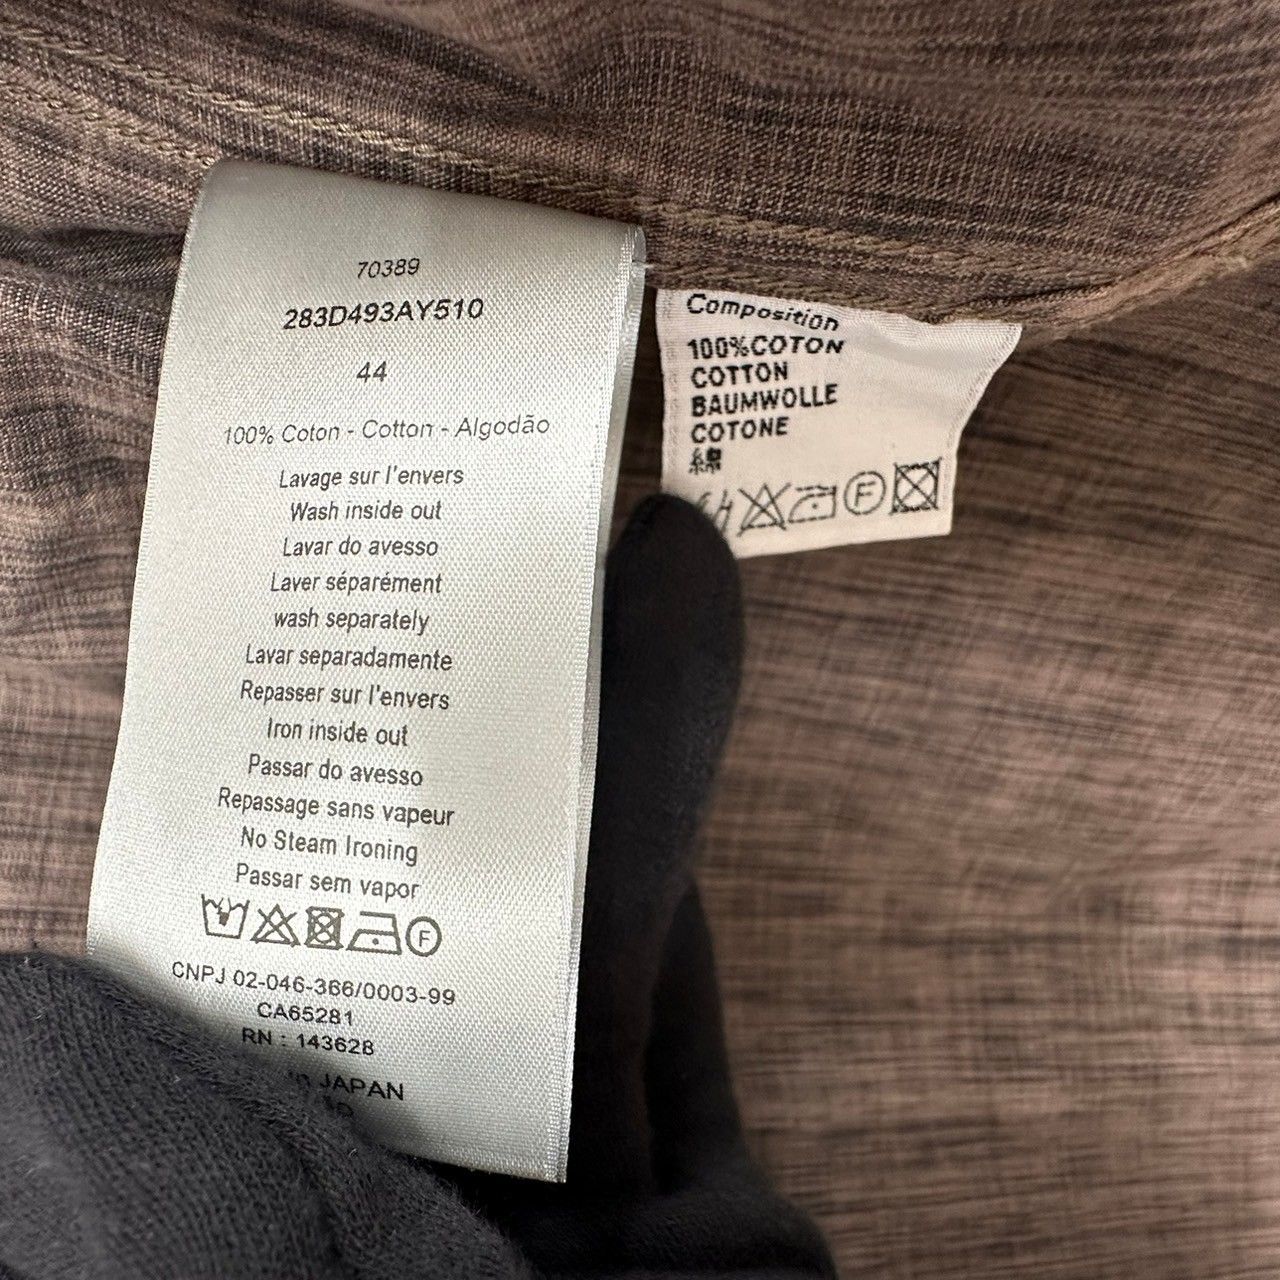 70389
283D493AY510
44
100% Coton - Cotton - Algodão
Lavage sur l'envers
Wash inside out
Lavar do avesso
Laver séparément
wash separately
Lavar separadamente
Repasser sur l'envers
Iron inside out
Passar do avesso
Repassage sans vapeur
No Steam Ironing
Passar sem vapor
F
CNPJ 02-046-366/0003-99
CA65281
RN : 143628
JAPAN
Composition
100%COTON
COTTON
BAUMWOLLE
COTONE
綿
F